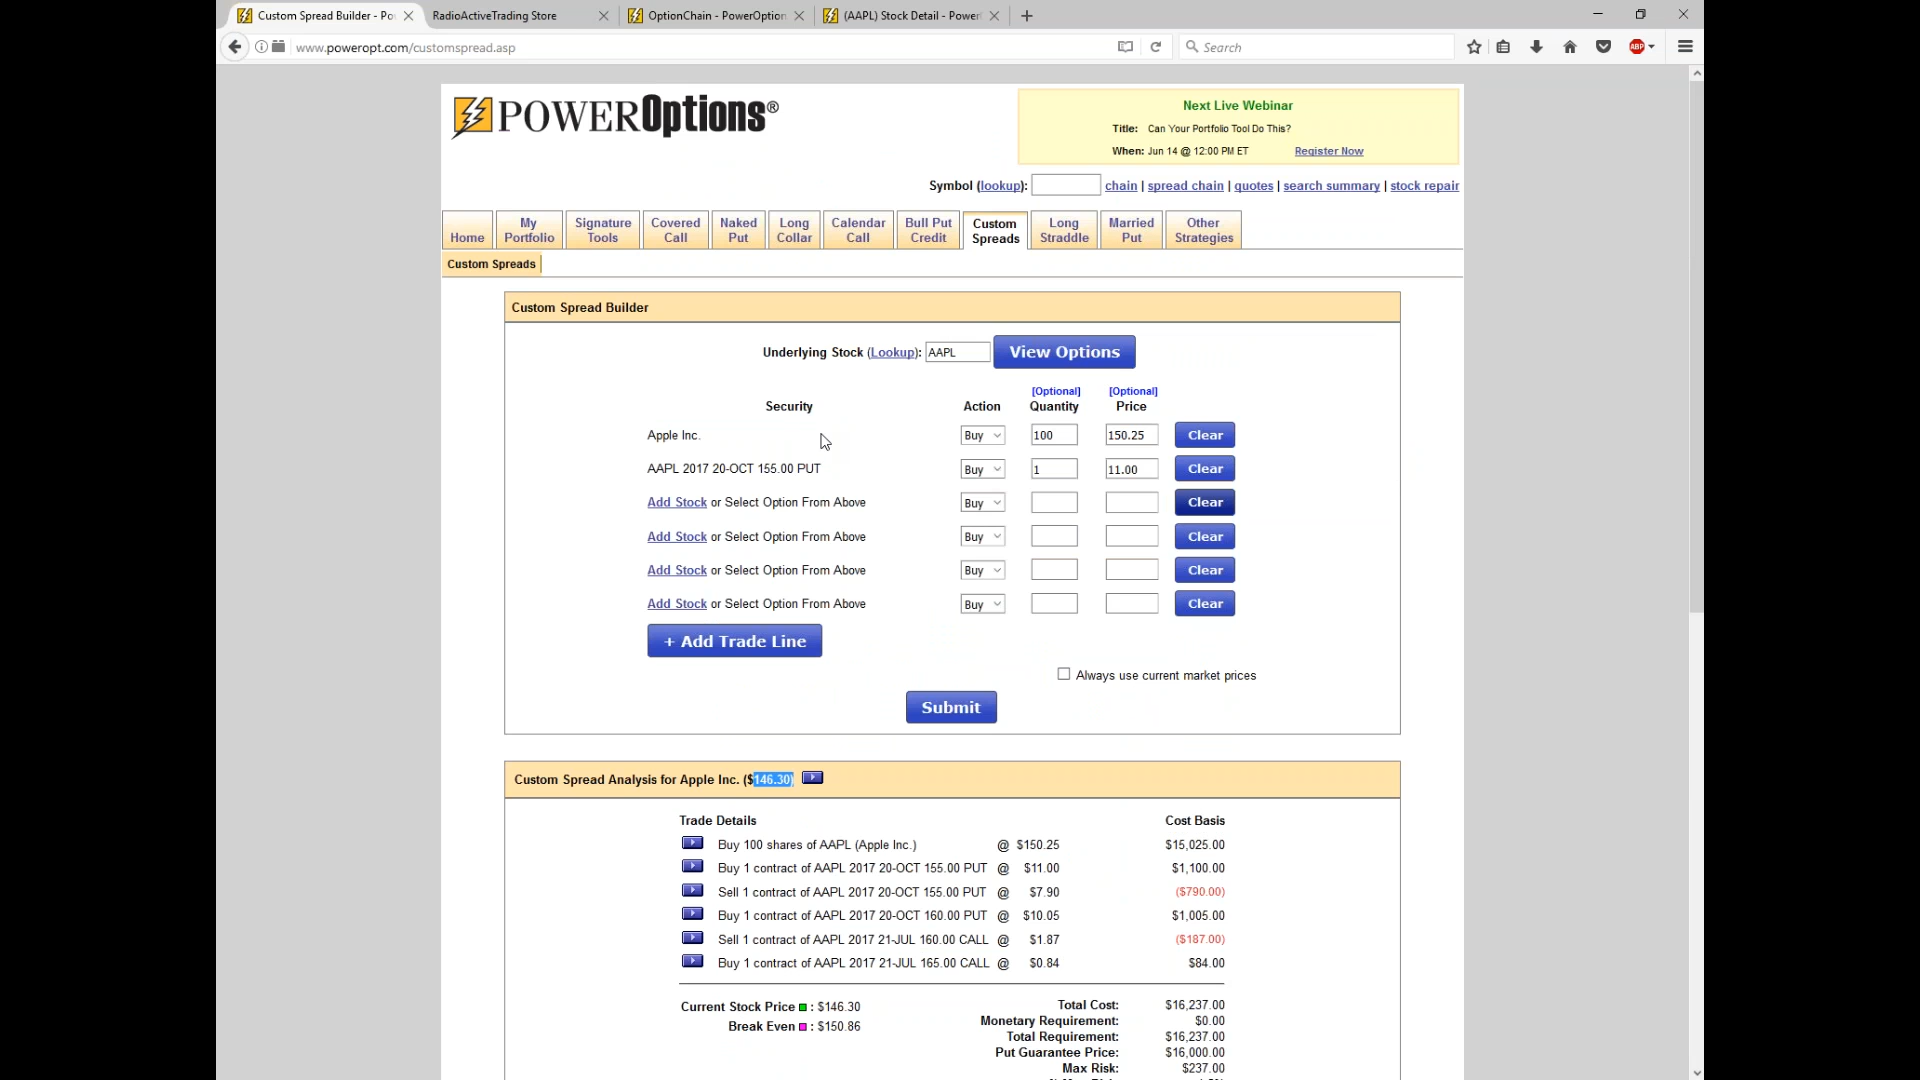 Custom Spread Builder - Po
RadioActiveTrading Store
OptionChain - PowerOption
(AAPL) Stock Detail - Power
www.poweropt.com/customspread.asp
Search
ABP
POWEROptions®
Next Live Webinar
Title: Can Your Portfolio Tool Do This?
When: Jun 14 @ 12:00 PM ET Register Now
Symbol (lookup): chain | spread chain | quotes | search summary | stock repair
Home
My Portfolio
Signature Tools
Covered Call
Naked Put
Long Collar
Calendar Call
Bull Put Credit
Custom Spreads
Long Straddle
Married Put
Other Strategies
Custom Spreads
Custom Spread Builder
Underlying Stock (Lookup): AAPL View Options
[Optional] [Optional]
Security Action Quantity Price
Apple Inc. Buy 100 150.25 Clear
AAPL 2017 20-OCT 155.00 PUT Buy 1 11.00 Clear
Add Stock or Select Option From Above Buy Clear
Add Stock or Select Option From Above Buy Clear
Add Stock or Select Option From Above Buy Clear
Add Stock or Select Option From Above Buy Clear
+ Add Trade Line
Always use current market prices
Submit
Custom Spread Analysis for Apple Inc. ($146.30)
Trade Details Cost Basis
Buy 100 shares of AAPL (Apple Inc.) @ $150.25 $15,025.00
Buy 1 contract of AAPL 2017 20-OCT 155.00 PUT @ $11.00 $1,100.00
Sell 1 contract of AAPL 2017 20-OCT 155.00 PUT @ $7.90 ($790.00)
Buy 1 contract of AAPL 2017 20-OCT 160.00 PUT @ $10.05 $1,005.00
Sell 1 contract of AAPL 2017 21-JUL 160.00 CALL @ $1.87 ($187.00)
Buy 1 contract of AAPL 2017 21-JUL 165.00 CALL @ $0.84 $84.00
Current Stock Price : $146.30 Total Cost: $16,237.00
Monetary Requirement: $0.00
Break Even : $150.86
Total Requirement: $16,237.00
Put Guarantee Price: $16,000.00
Max Risk: $237.00